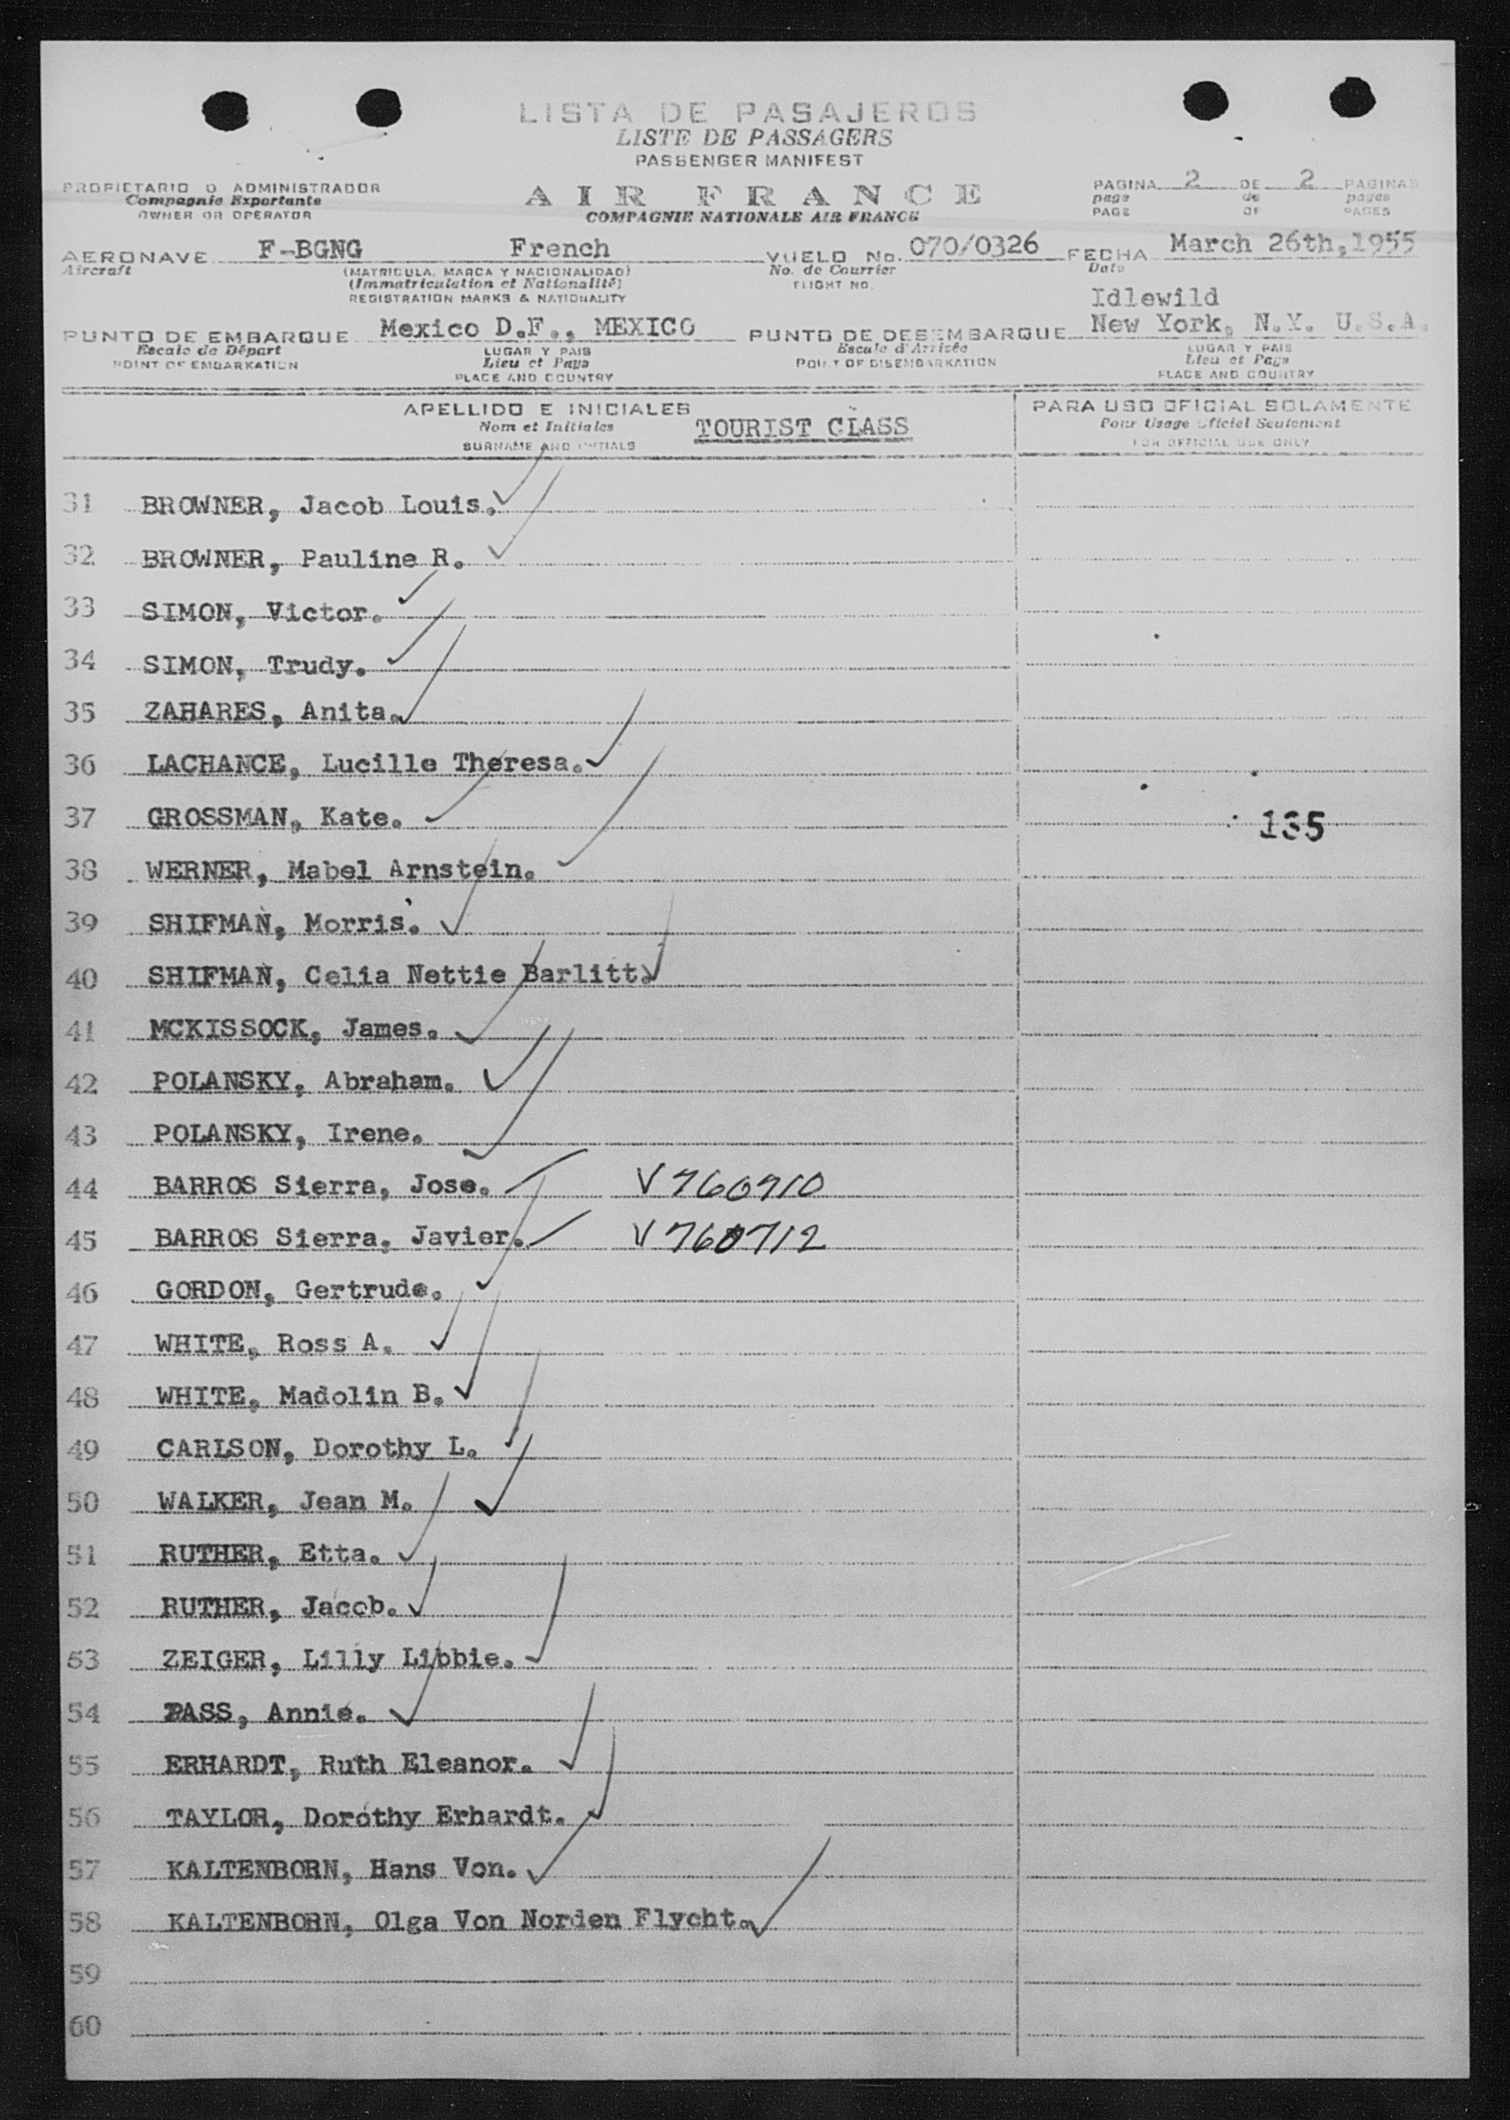 LISTA DE PASAJEROS
LISTE DE PASSAGERS
PASSENGER MANIFEST
PROPIETARIO O ADMINISTRADOR
Compagnie Exportante
OWNER OR OPERATOR
AIR FRANCE
COMPAGNIE NATIONALE AIR FRANCE
PAGINA 2 DE 2 PAGINAS
page de pages
PAGE OF PAGES
AERONAVE F-BGNG French VUELO No. 070/0326 FECHA March 26th,1955
Aircraft (MATRICULA, MARCA Y NACIONALIDAD) No. de Courrier Date
(Immatriculation et Nationalité) FLIGHT NO.
REGISTRATION MARKS & NATIONALITY
Idlewild
PUNTO DE EMBARQUE Mexico D.F., MEXICO PUNTO DE DESEMBARQUE New York, N.Y. U.S.A.
Escale de Départ LUGAR Y PAIS Escale d'Arrivée LUGAR Y PAIS
POINT OF EMBARKATION Lieu et Pays POINT OF DISEMBARKATION Lieu et Pays
PLACE AND COUNTRY PLACE AND COUNTRY
APELLIDO E INICIALES PARA USO OFICIAL SOLAMENTE
Nom et Initiales TOURIST CLASS Pour Usage Officiel Seulement
SURNAME AND INITIALS FOR OFFICIAL USE ONLY
31 BROWNER, Jacob Louis.
32 BROWNER, Pauline R.
33 SIMON, Victor.
34 SIMON, Trudy.
35 ZAHARES, Anita.
36 LACHANCE, Lucille Theresa.
37 GROSSMAN, Kate. 135
38 WERNER, Mabel Arnstein.
39 SHIFMAN, Morris.
40 SHIFMAN, Celia Nettie Barlitt.
41 MCKISSOCK, James.
42 POLANSKY, Abraham.
43 POLANSKY, Irene.
44 BARROS Sierra, Jose. V760710
45 BARROS Sierra, Javier. V760712
46 GORDON, Gertrude.
47 WHITE, Ross A.
48 WHITE, Madolin B.
49 CARLSON, Dorothy L.
50 WALKER, Jean M.
51 RUTHER, Etta.
52 RUTHER, Jacob.
53 ZEIGER, Lilly Libbie.
54 PASS, Annie.
55 ERHARDT, Ruth Eleanor.
56 TAYLOR, Dorothy Erhardt.
57 KALTENBORN, Hans Von.
58 KALTENBORN, Olga Von Norden Flycht.
59
60